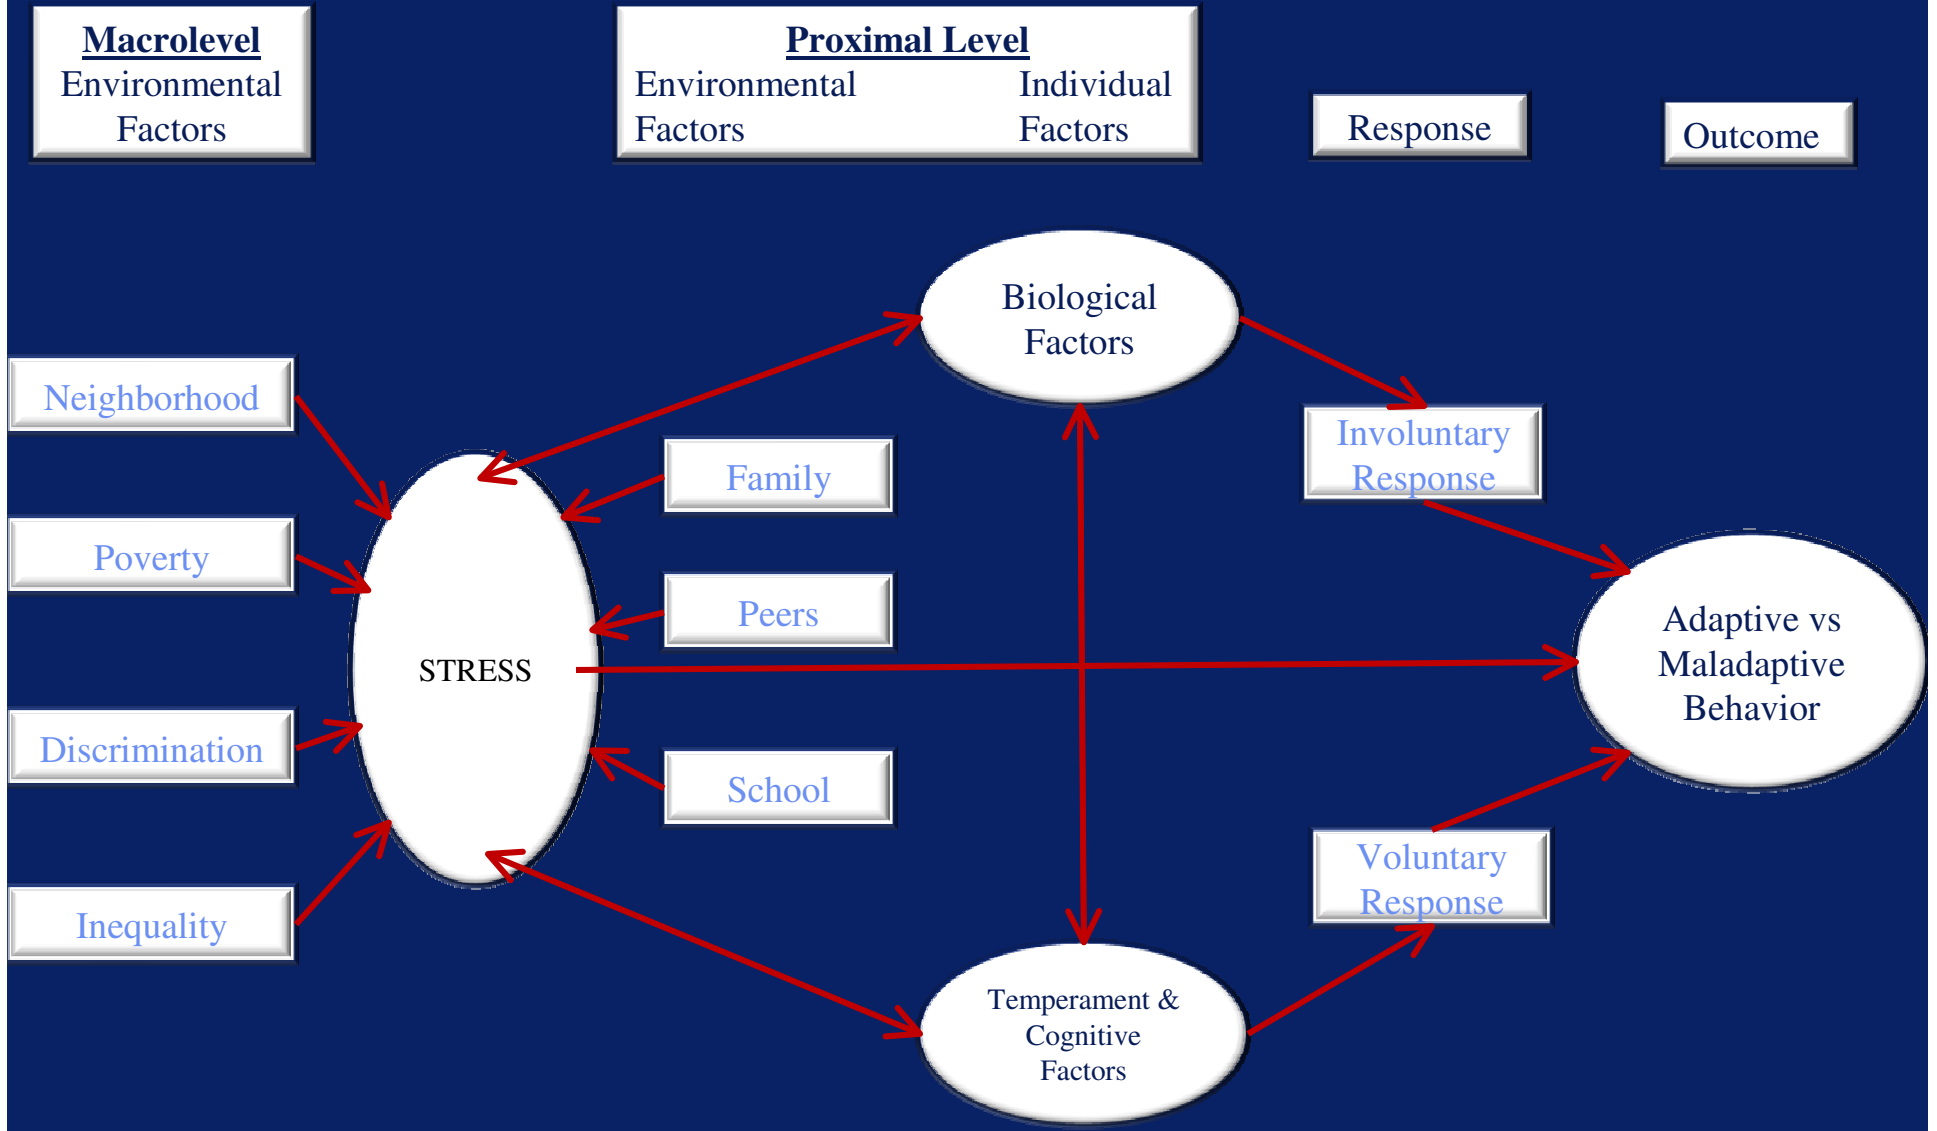 Macrolevel
Environmental
Factors
Proximal Level
Environmental Individual
Factors Factors
Response
Outcome
Biological
Factors
Neighborhood
Involuntary
Response
Family
Poverty
Peers
Adaptive vs
Maladaptive
Behavior
STRESS
Discrimination
School
Voluntary
Response
Inequality
Temperament &
Cognitive
Factors